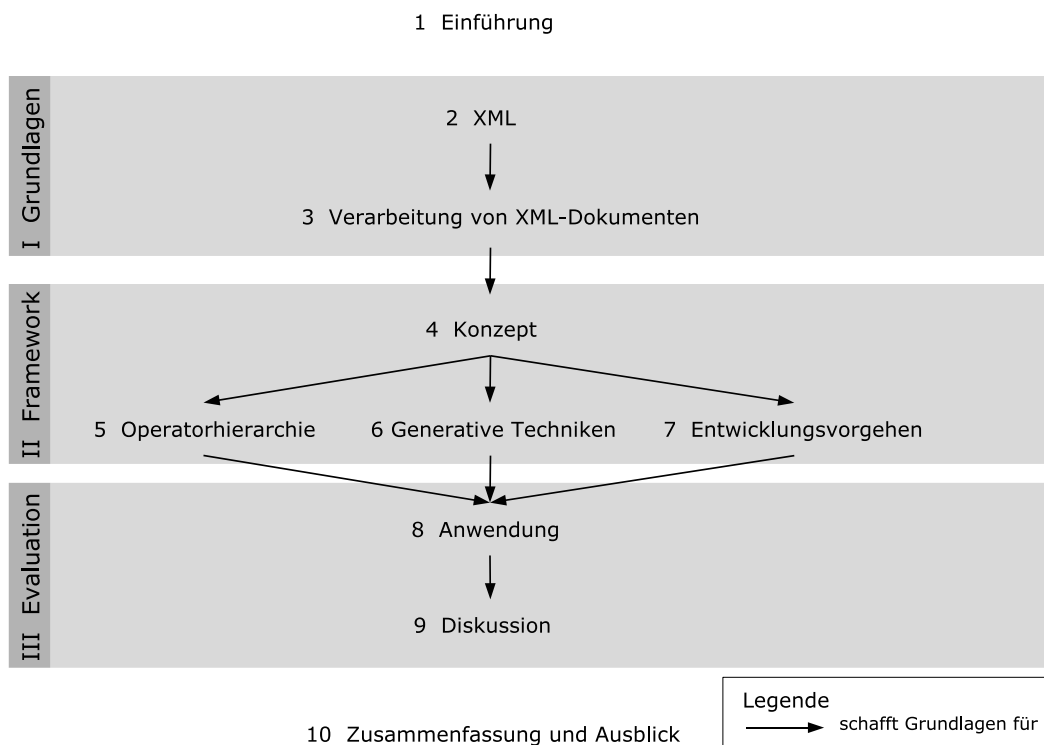 1 Einführung
I Grundlagen
2 XML
3 Verarbeitung von XML-Dokumenten
II Framework
4 Konzept
5 Operatorhierarchie
6 Generative Techniken
7 Entwicklungsvorgehen
III Evaluation
8 Anwendung
9 Diskussion
10 Zusammenfassung und Ausblick
Legende
schafft Grundlagen für